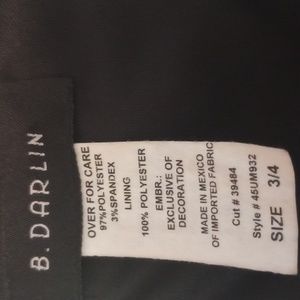 B. DARLIN
OVER FOR CARE
97%POLYESTER
3%SPANDEX
LINING
100% POLYESTER
EMBR.:
EXCLUSIVE OF
DECORATION
MADE IN MEXICO
OF IMPORTED FABRIC
Cut # 39484
Style # 45UM932
SIZE 3/4